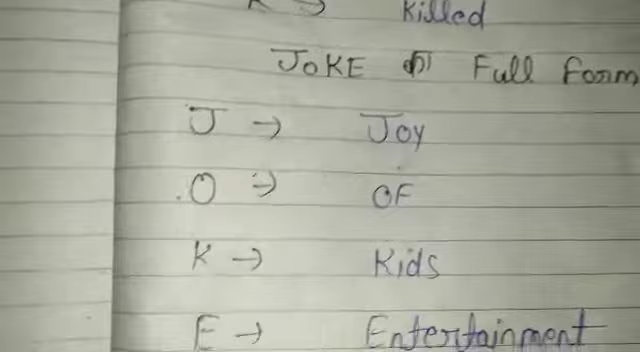 R → Killed
JOKE का Full Form
J → Joy
O → OF
K → Kids
E → Entertainment